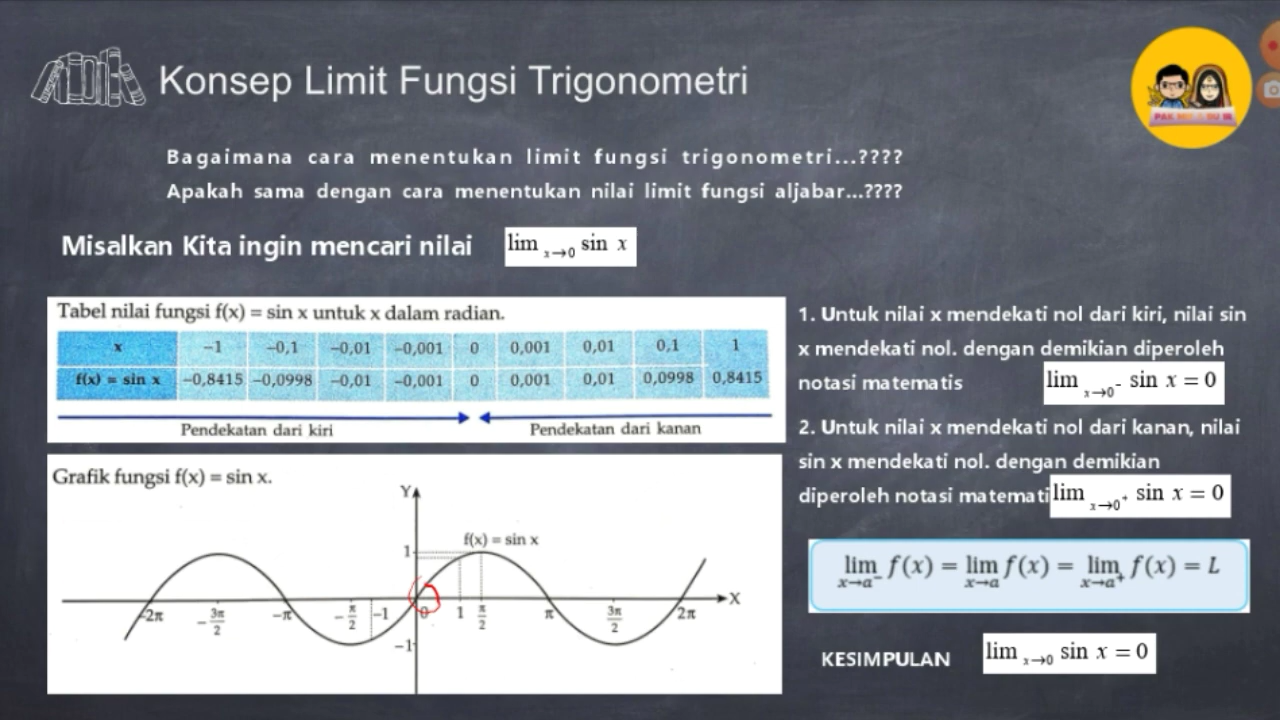 Konsep Limit Fungsi Trigonometri
Bagaimana cara menentukan limit fungsi trigonometri...????
Apakah sama dengan cara menentukan nilai limit fungsi aljabar...????
Misalkan Kita ingin mencari nilai lim x→0 sin x
Tabel nilai fungsi f(x) = sin x untuk x dalam radian.
x −1 −0,1 −0,01 −0,001 0 0,001 0,01 0,1 1
f(x) = sin x −0,8415 −0,0998 −0,01 −0,001 0 0,001 0,01 0,0998 0,8415
Pendekatan dari kiri Pendekatan dari kanan
Grafik fungsi f(x) = sin x.
Y
1
f(x) = sin x
−2π −3π/2 −π −π/2 −1 0 1 π/2 π 3π/2 2π X
−1
1. Untuk nilai x mendekati nol dari kiri, nilai sin
x mendekati nol. dengan demikian diperoleh
notasi matematis lim x→0⁻ sin x = 0
2. Untuk nilai x mendekati nol dari kanan, nilai
sin x mendekati nol. dengan demikian
diperoleh notasi matemati lim x→0⁺ sin x = 0
lim x→a⁻ f(x) = lim x→a f(x) = lim x→a⁺ f(x) = L
KESIMPULAN lim x→0 sin x = 0